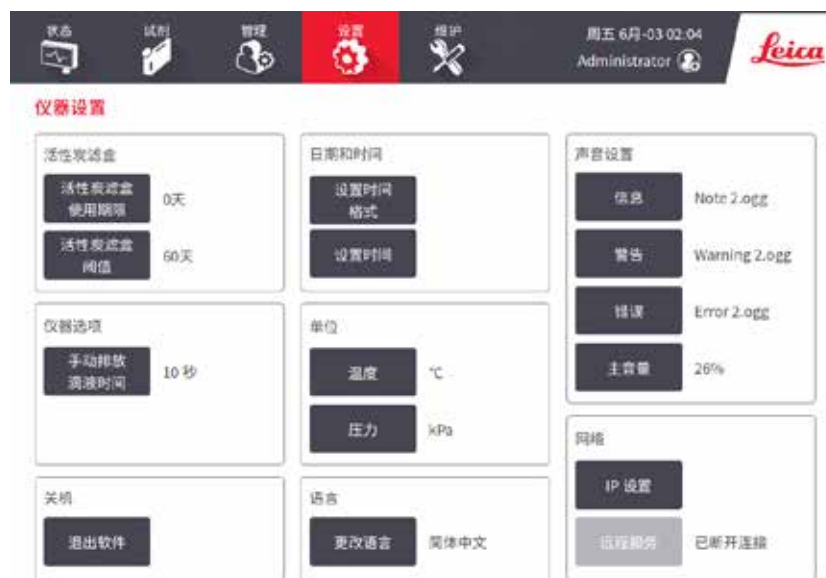 状态
试剂
管理
设置
维护
周五 6月-03 02:04
Administrator
Leica
仪器设置
活性炭滤盒
活性炭滤盒
使用期限
0天
活性炭滤盒
阈值
60天
日期和时间
设置时间
格式
设置时间
声音设置
信息
Note 2.ogg
警告
Warning 2.ogg
错误
Error 2.ogg
主音量
26%
仪器选项
手动排放
滴液时间
10 秒
单位
温度
℃
压力
kPa
网络
IP 设置
远程服务
已断开连接
关机
退出软件
语言
更改语言
简体中文